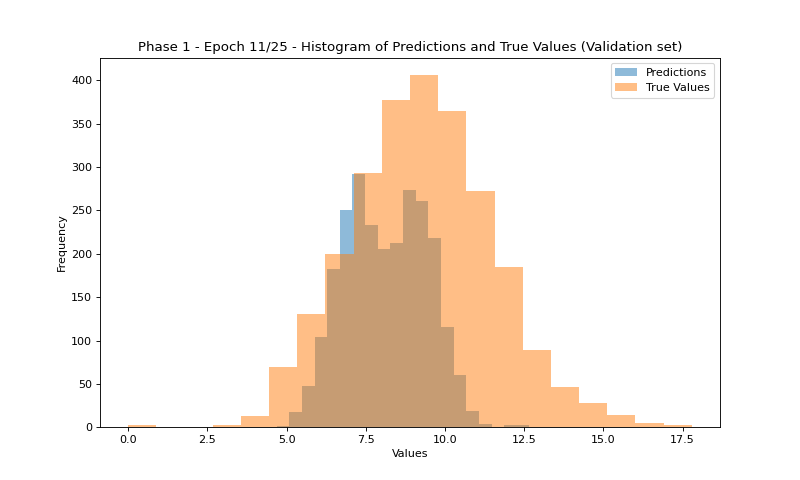 Phase 1 - Epoch 11/25 - Histogram of Predictions and True Values (Validation set)
Predictions
True Values
400
350
300
250
200
150
100
50
0
Frequency
0.0 2.5 5.0 7.5 10.0 12.5 15.0 17.5
Values